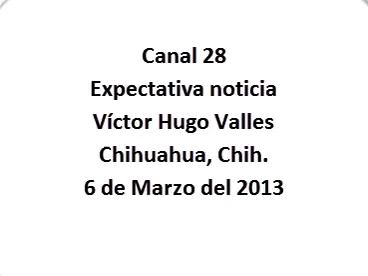 Canal 28
Expectativa noticia
Víctor Hugo Valles
Chihuahua, Chih.
6 de Marzo del 2013